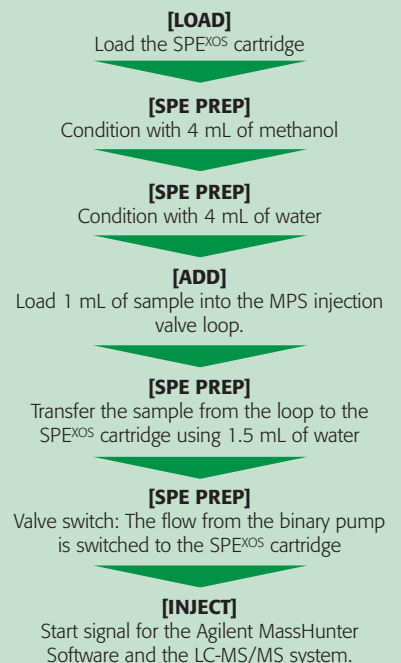 [LOAD]
Load the SPEXOS cartridge
[SPE PREP]
Condition with 4 mL of methanol
[SPE PREP]
Condition with 4 mL of water
[ADD]
Load 1 mL of sample into the MPS injection
valve loop.
[SPE PREP]
Transfer the sample from the loop to the
SPEXOS cartridge using 1.5 mL of water
[SPE PREP]
Valve switch: The flow from the binary pump
is switched to the SPEXOS cartridge
[INJECT]
Start signal for the Agilent MassHunter
Software and the LC-MS/MS system.